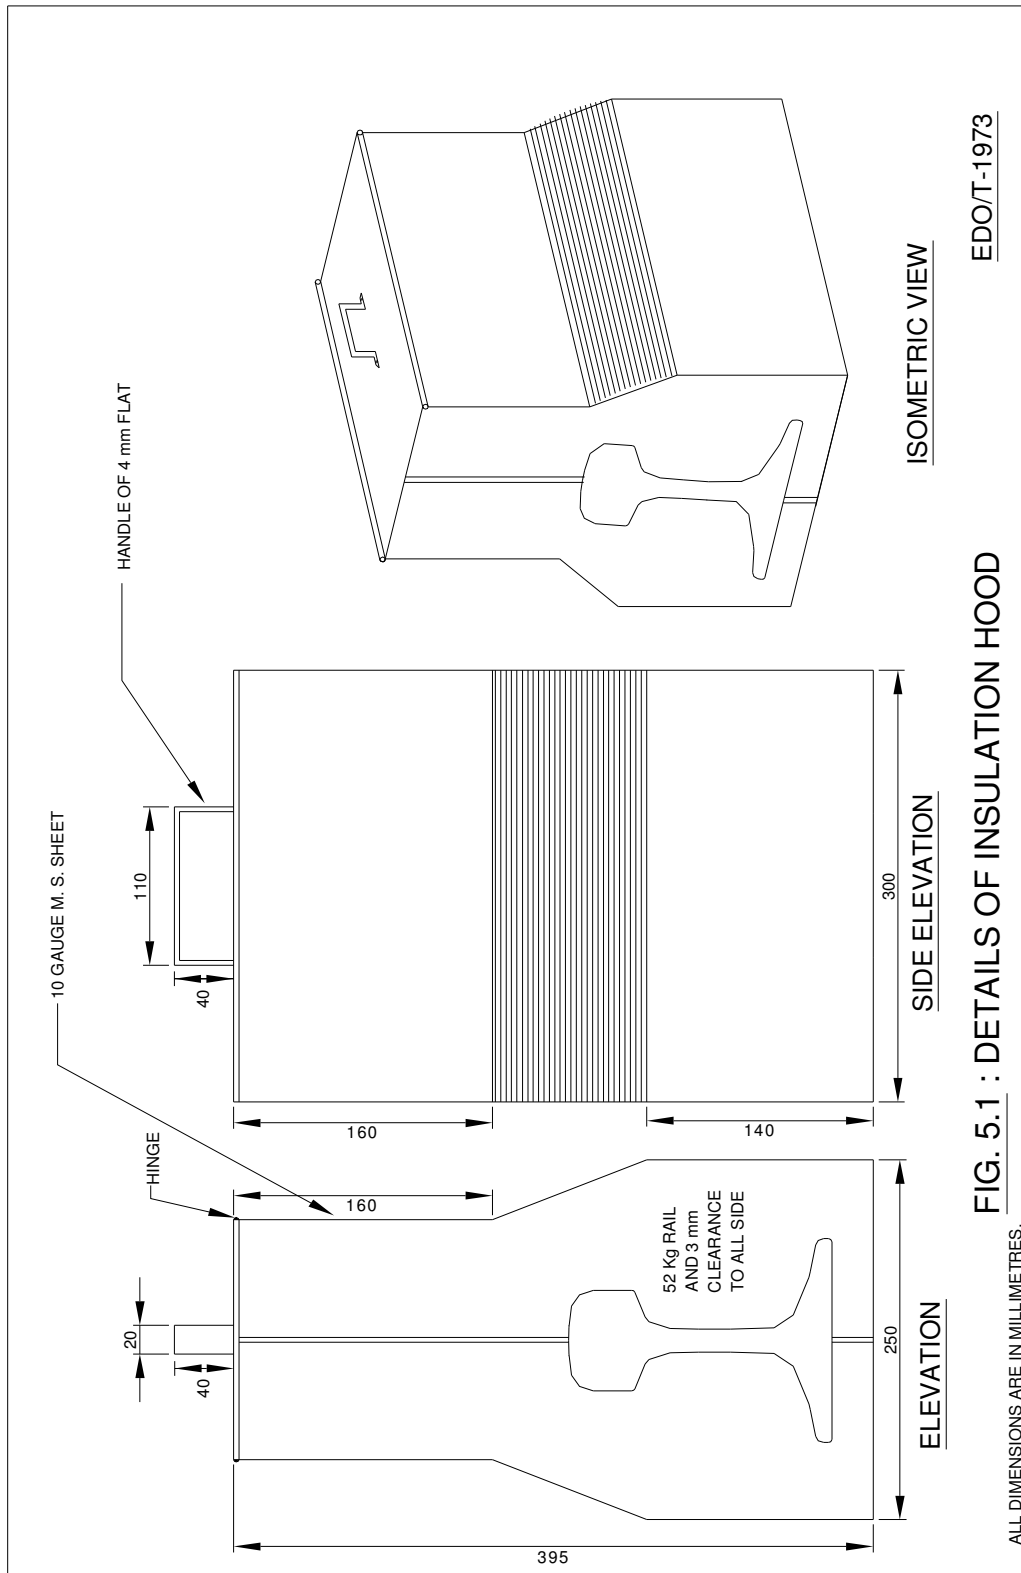 HANDLE OF 4 mm FLAT
10 GAUGE M. S. SHEET
HINGE
20
40
160
52 Kg RAIL
AND 3 mm
CLEARANCE
TO ALL SIDE
395
250
ELEVATION
110
40
160
140
300
SIDE ELEVATION
ISOMETRIC VIEW
EDO/T-1973
FIG. 5.1 : DETAILS OF INSULATION HOOD
ALL DIMENSIONS ARE IN MILLIMETRES.